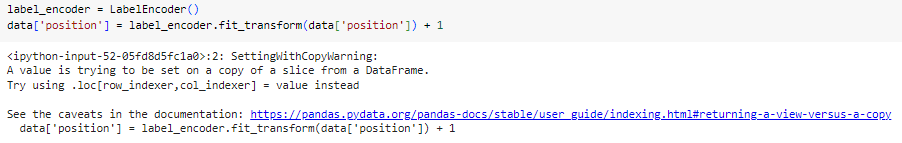 label_encoder = LabelEncoder()
data['position'] = label_encoder.fit_transform(data['position']) + 1
<ipython-input-52-05fd8d5fc1a0>:2: SettingWithCopyWarning:
A value is trying to be set on a copy of a slice from a DataFrame.
Try using .loc[row_indexer,col_indexer] = value instead
See the caveats in the documentation: https://pandas.pydata.org/pandas-docs/stable/user_guide/indexing.html#returning-a-view-versus-a-copy
data['position'] = label_encoder.fit_transform(data['position']) + 1